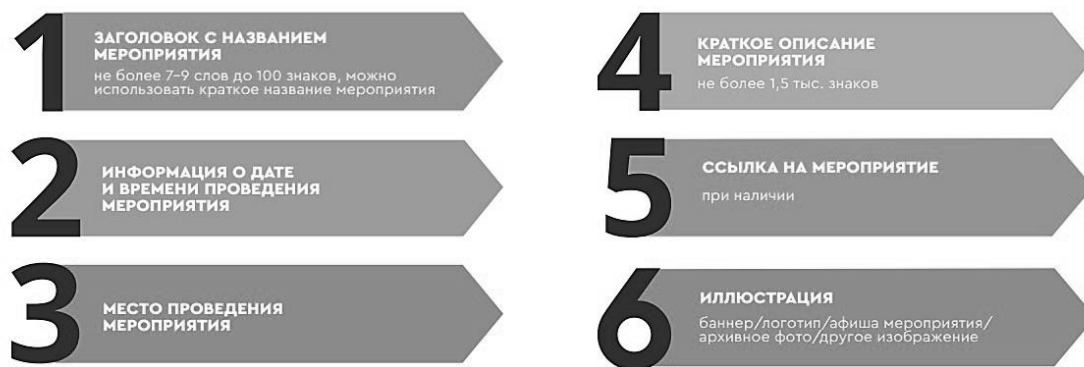 1
ЗАГОЛОВОК С НАЗВАНИЕМ
МЕРОПРИЯТИЯ
не более 7–9 слов до 100 знаков, можно
использовать краткое название мероприятия
2
ИНФОРМАЦИЯ О ДАТЕ
И ВРЕМЕНИ ПРОВЕДЕНИЯ
МЕРОПРИЯТИЯ
3
МЕСТО ПРОВЕДЕНИЯ
МЕРОПРИЯТИЯ
4
КРАТКОЕ ОПИСАНИЕ
МЕРОПРИЯТИЯ
не более 1,5 тыс. знаков
5
ССЫЛКА НА МЕРОПРИЯТИЕ
при наличии
6
ИЛЛЮСТРАЦИЯ
баннер/логотип/афиша мероприятия/
архивное фото/другое изображение